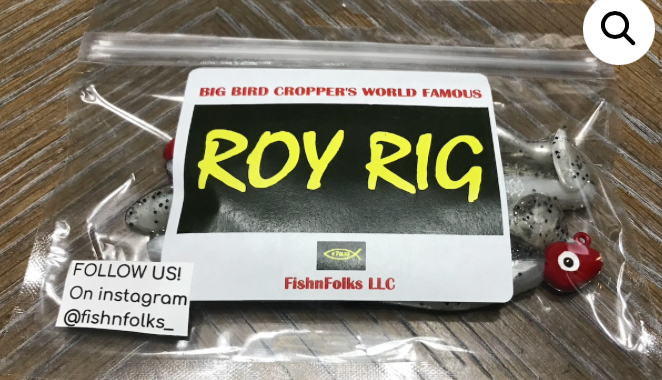 BIG BIRD CROPPER'S WORLD FAMOUS
ROY RIG
FishnFolks LLC
FOLLOW US!
On instagram
@fishnfolks_